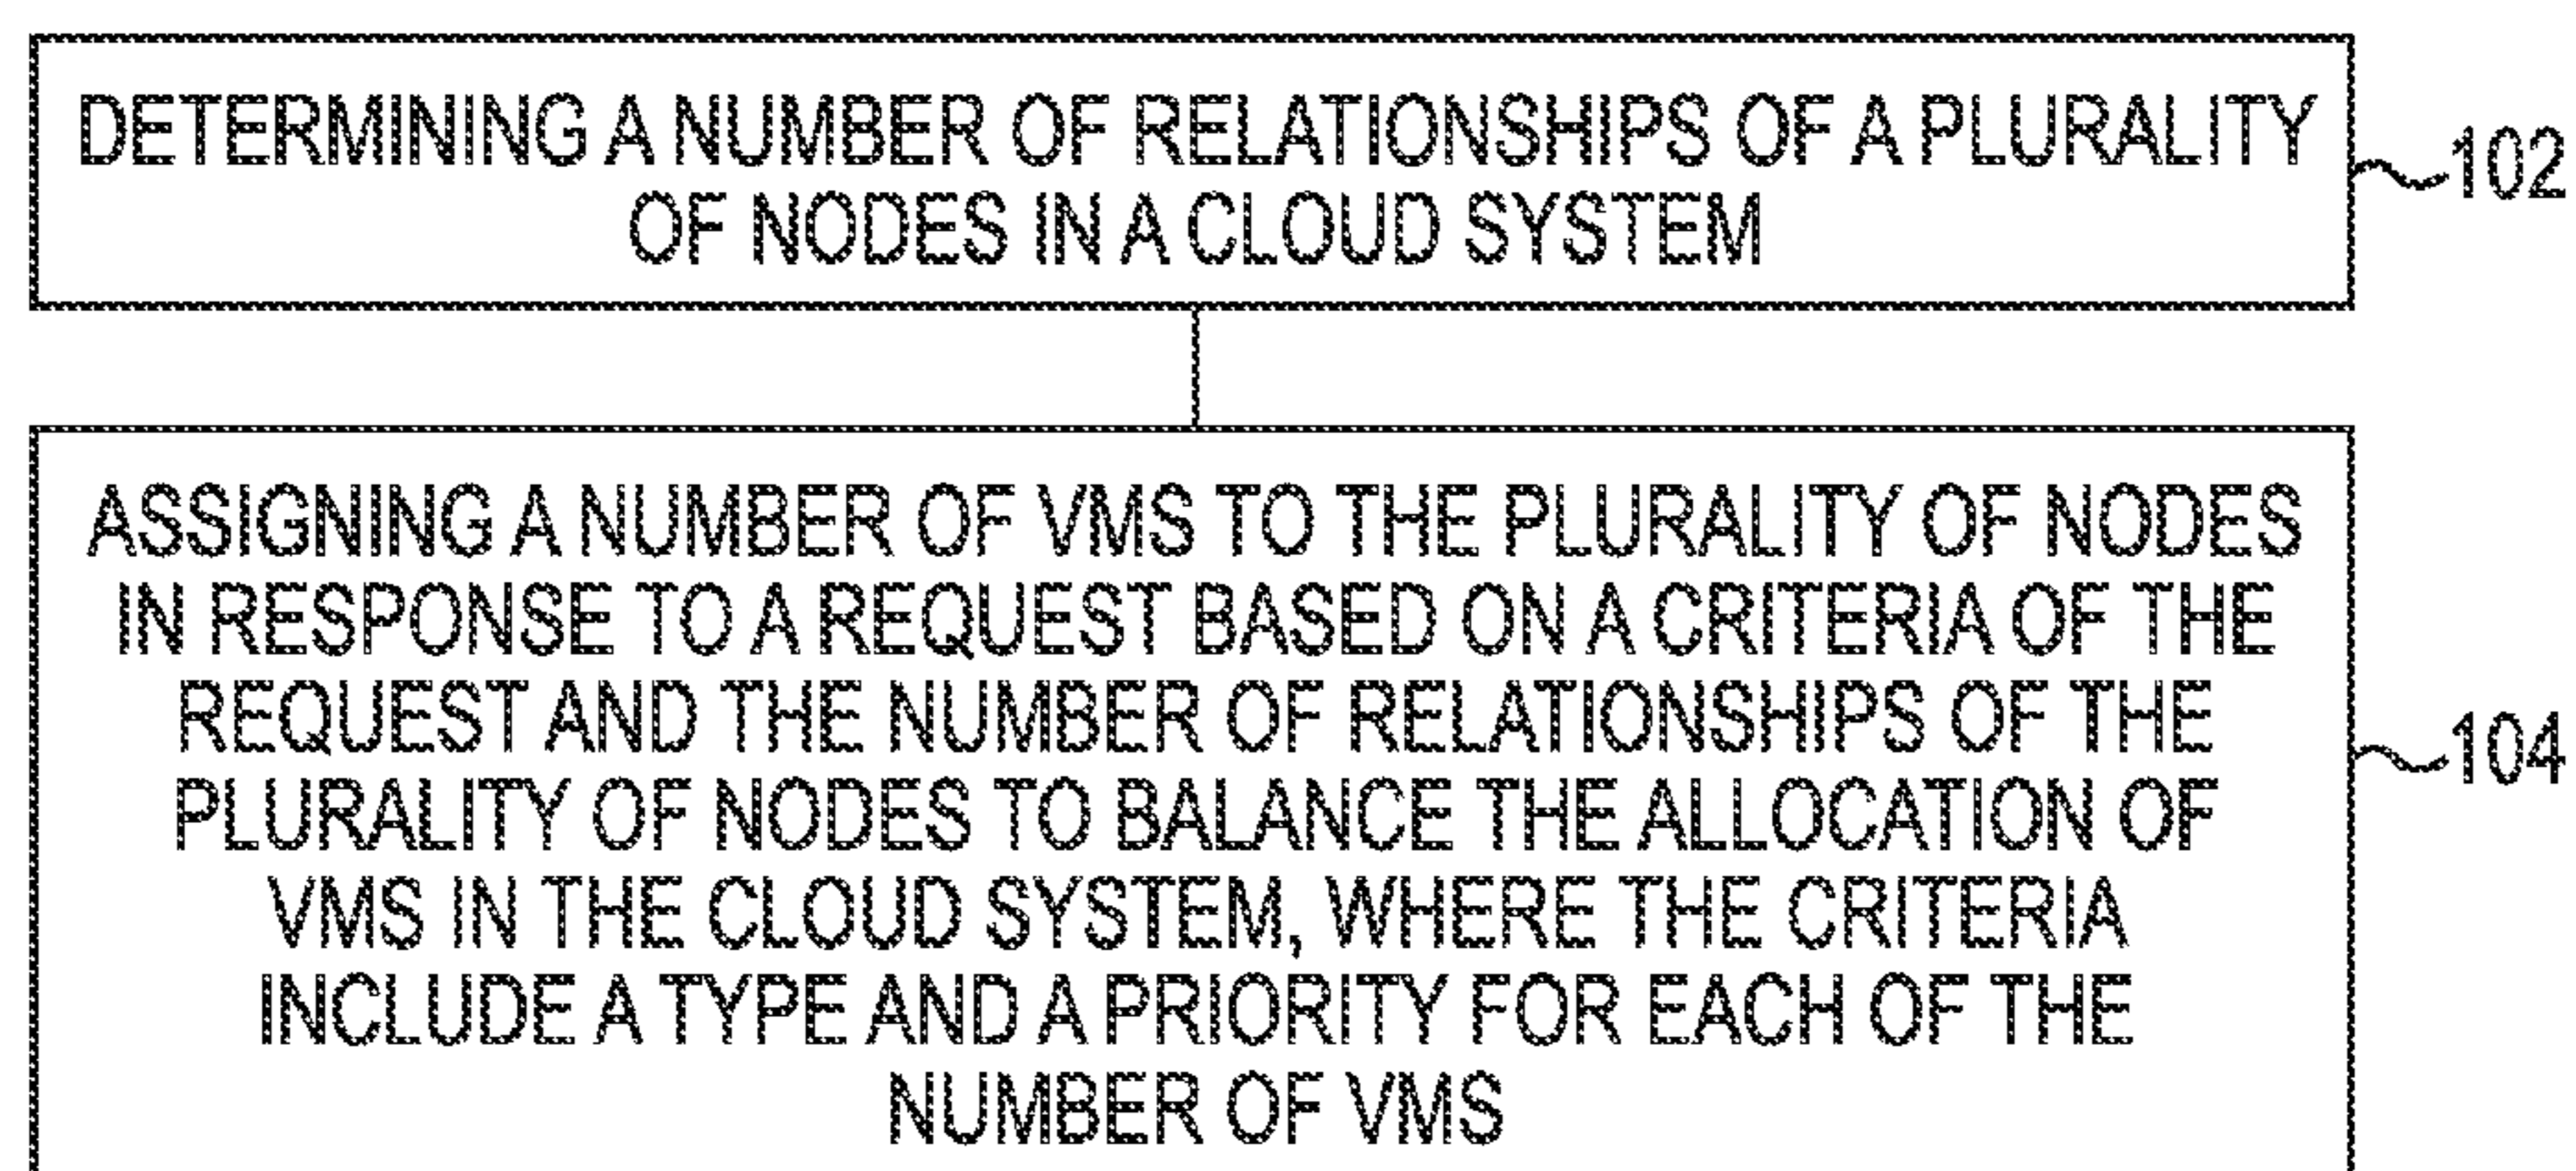 DETERMINING A NUMBER OF RELATIONSHIPS OF A PLURALITY
OF NODES IN A CLOUD SYSTEM
102
ASSIGNING A NUMBER OF VMS TO THE PLURALITY OF NODES
IN RESPONSE TO A REQUEST BASED ON A CRITERIA OF THE
REQUEST AND THE NUMBER OF RELATIONSHIPS OF THE
PLURALITY OF NODES TO BALANCE THE ALLOCATION OF
VMS IN THE CLOUD SYSTEM, WHERE THE CRITERIA
INCLUDE A TYPE AND A PRIORITY FOR EACH OF THE
NUMBER OF VMS
104